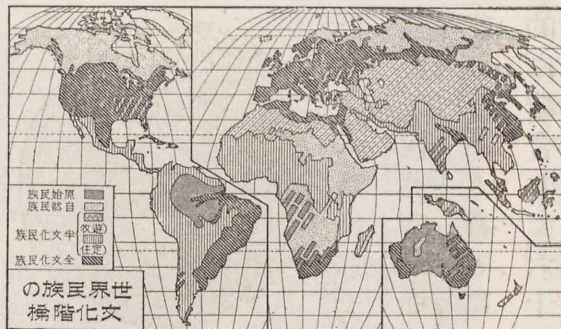 原始民族
自然民族
(遊牧)
半文化民族
(定住)
全文化民族
世界民族の
文化階梯